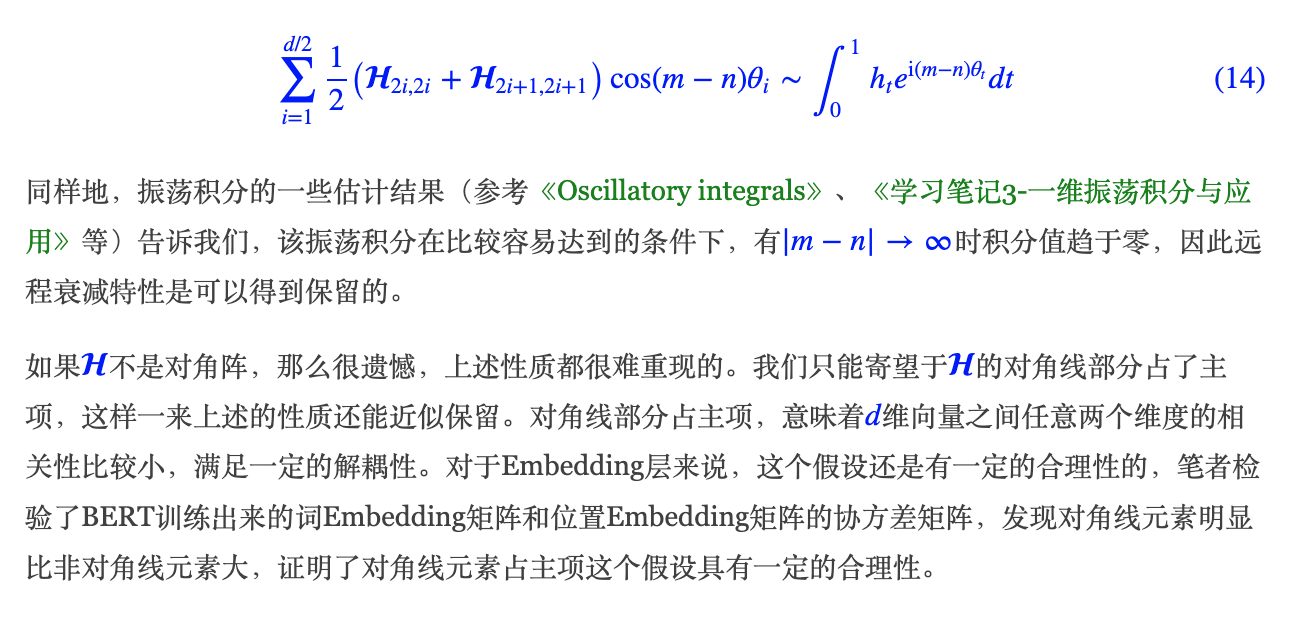 $$\sum_{i=1}^{d/2} \frac{1}{2}\left(\boldsymbol{\mathcal{H}}_{2i,2i} + \boldsymbol{\mathcal{H}}_{2i+1,2i+1}\right) \cos(m-n)\theta_i \sim \int_0^1 h_t e^{\mathrm{i}(m-n)\theta_t} dt \quad (14)$$
同样地，振荡积分的一些估计结果（参考《Oscillatory integrals》、《学习笔记3-一维振荡积分与应
用》等）告诉我们，该振荡积分在比较容易达到的条件下，有|m − n| → ∞时积分值趋于零，因此远
程衰减特性是可以得到保留的。
如果𝓗不是对角阵，那么很遗憾，上述性质都很难重现的。我们只能寄望于𝓗的对角线部分占了主
项，这样一来上述的性质还能近似保留。对角线部分占主项，意味着d维向量之间任意两个维度的相
关性比较小，满足一定的解耦性。对于Embedding层来说，这个假设还是有一定的合理性的，笔者检
验了BERT训练出来的词Embedding矩阵和位置Embedding矩阵的协方差矩阵，发现对角线元素明显
比非对角线元素大，证明了对角线元素占主项这个假设具有一定的合理性。